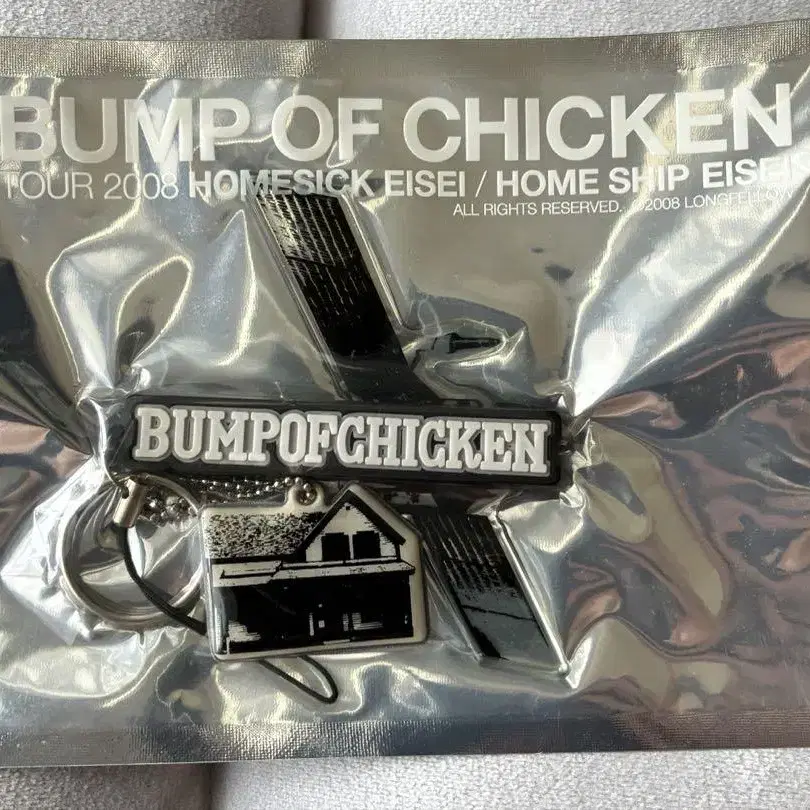 BUMP OF CHICKEN
TOUR 2008 HOMESICK EISEI / HOME SHIP EISEI
ALL RIGHTS RESERVED. ©2008 LONGFELLOW
BUMPOFCHICKEN